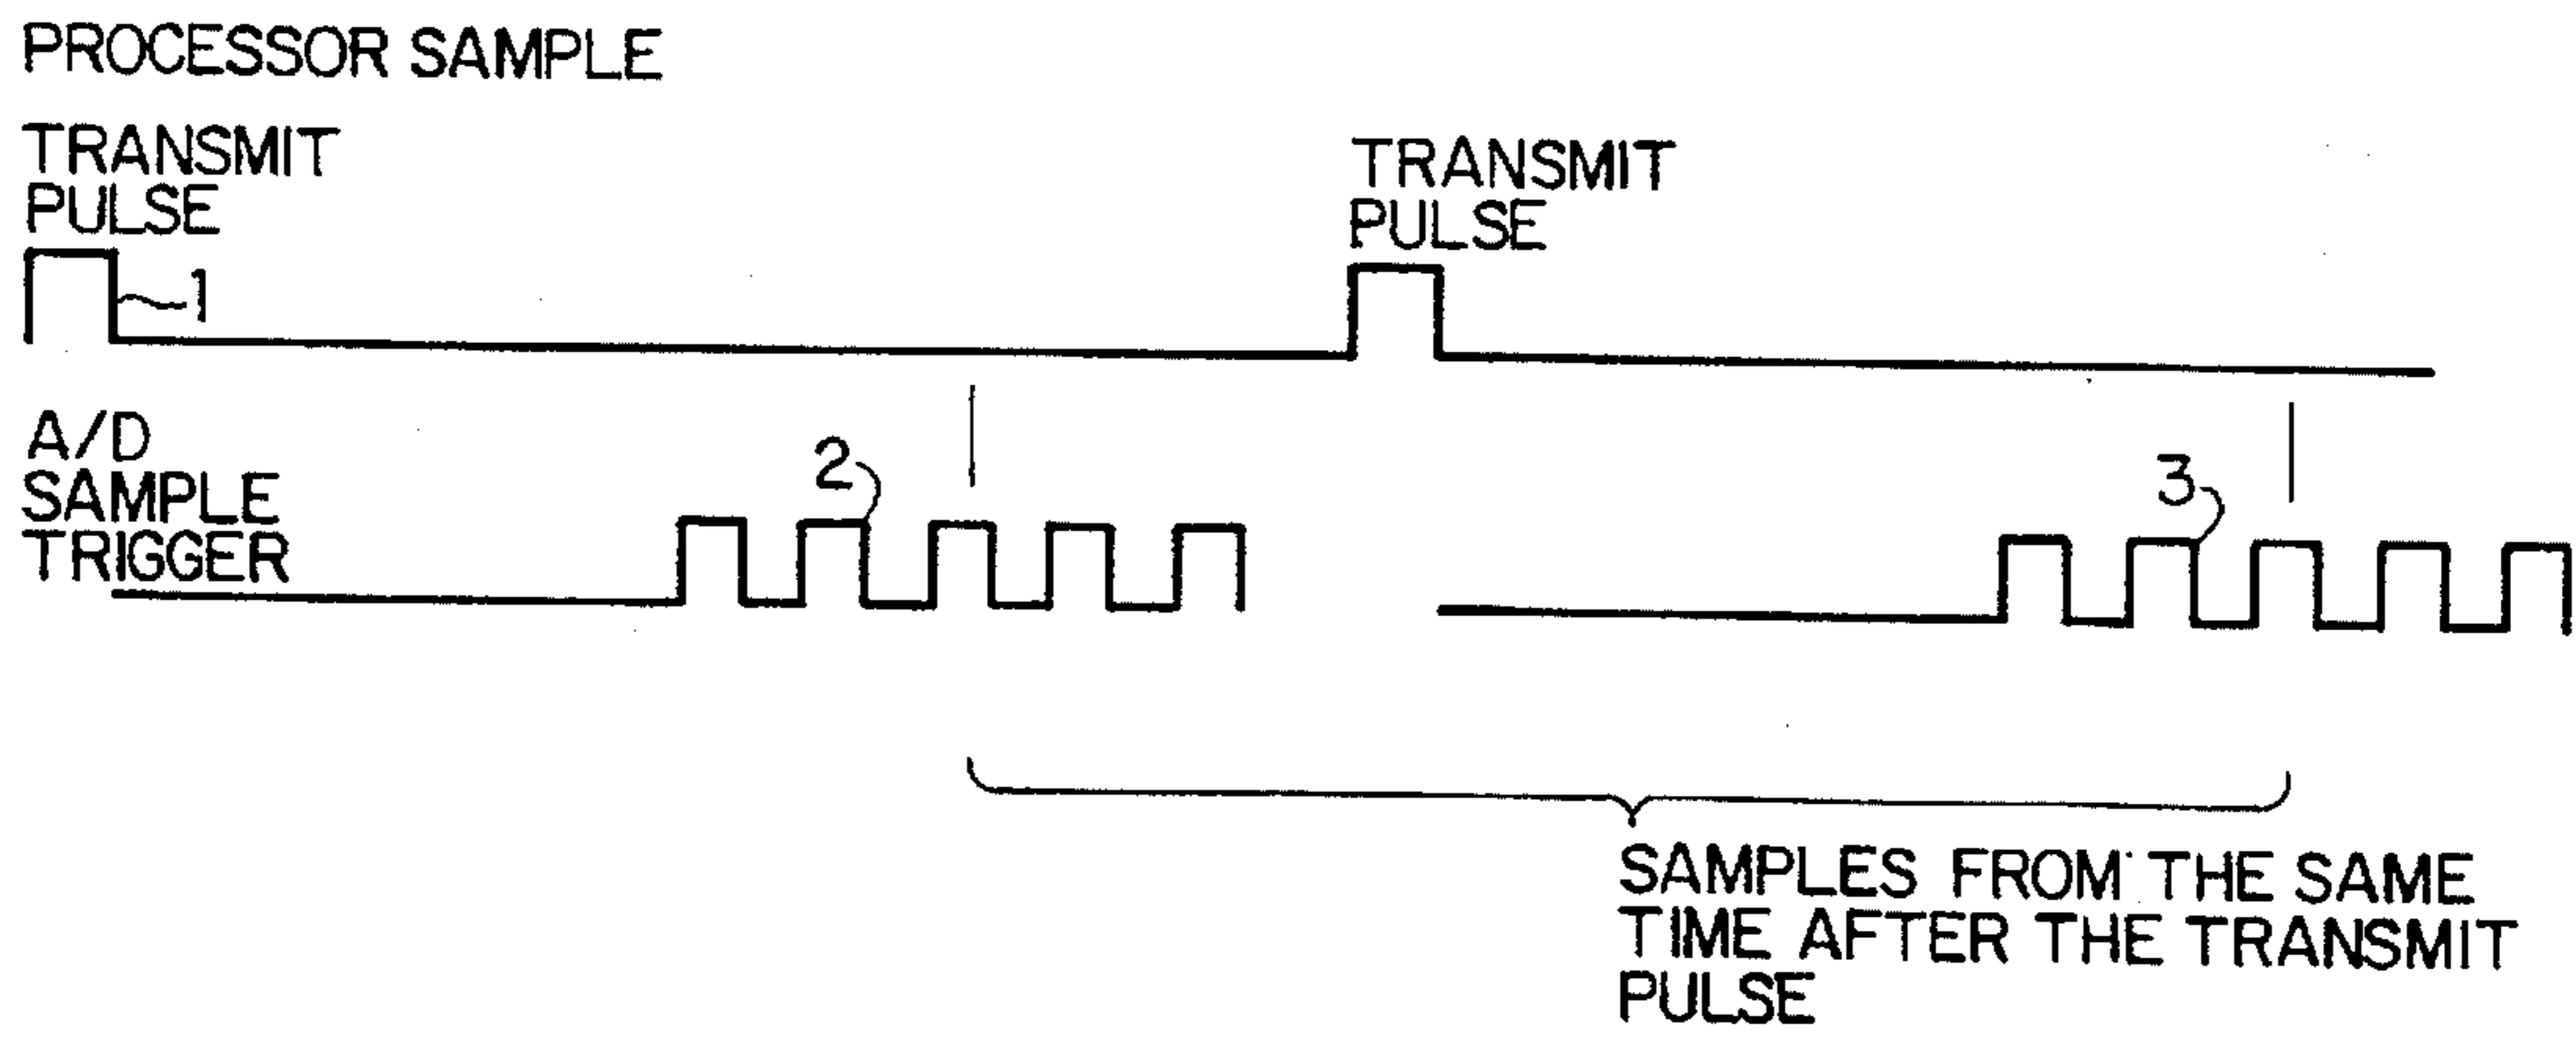 PROCESSOR SAMPLE
TRANSMIT
PULSE
TRANSMIT
PULSE
1
A/D
SAMPLE
TRIGGER
2
3
SAMPLES FROM THE SAME
TIME AFTER THE TRANSMIT
PULSE